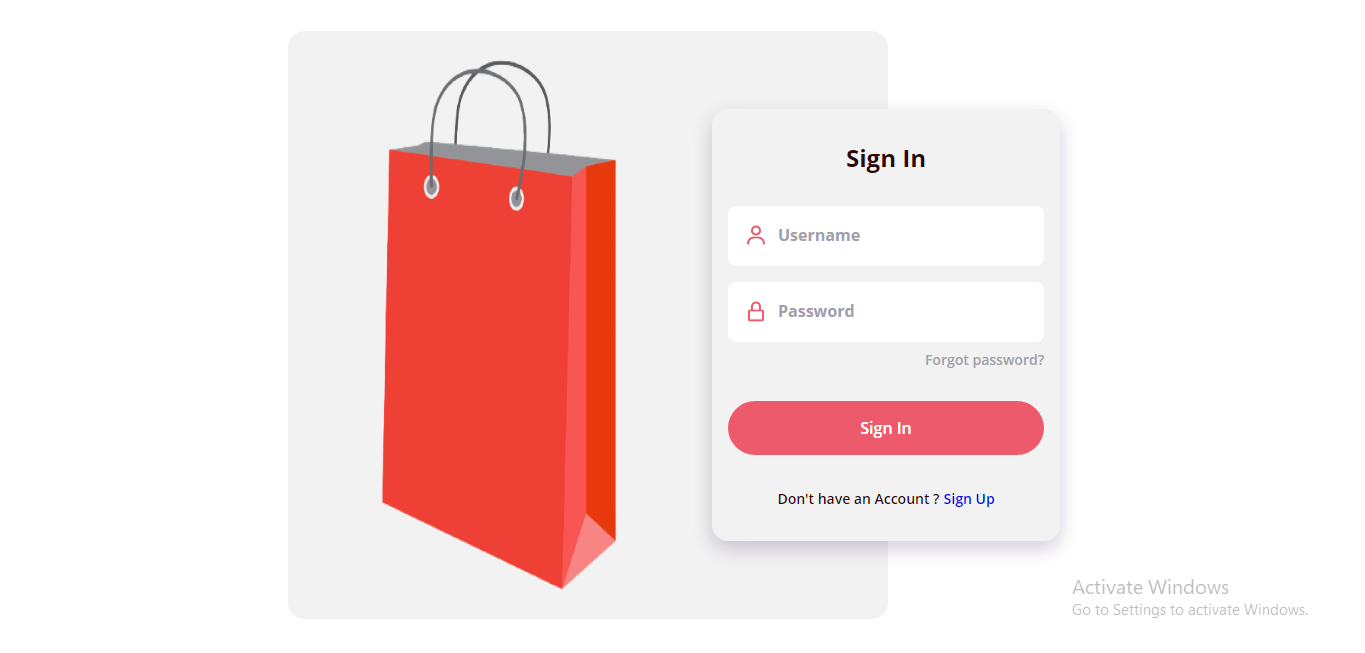 Sign In
Username
Password
Forgot password?
Sign In
Don't have an Account ? Sign Up
Activate Windows
Go to Settings to activate Windows.